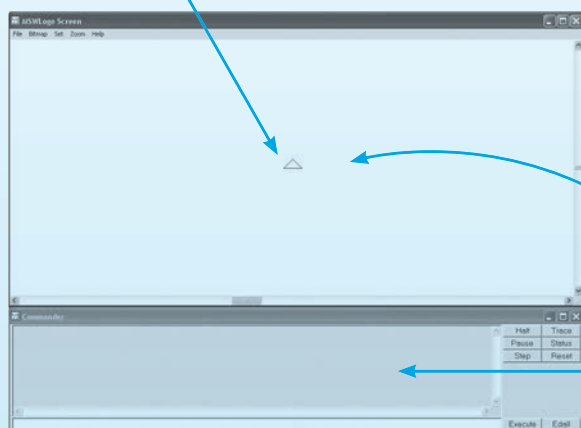 MSWLogo Screen
File Bitmap Set Zoom Help
Commander
Halt Trace
Pause Status
Step Reset
Execute Edall